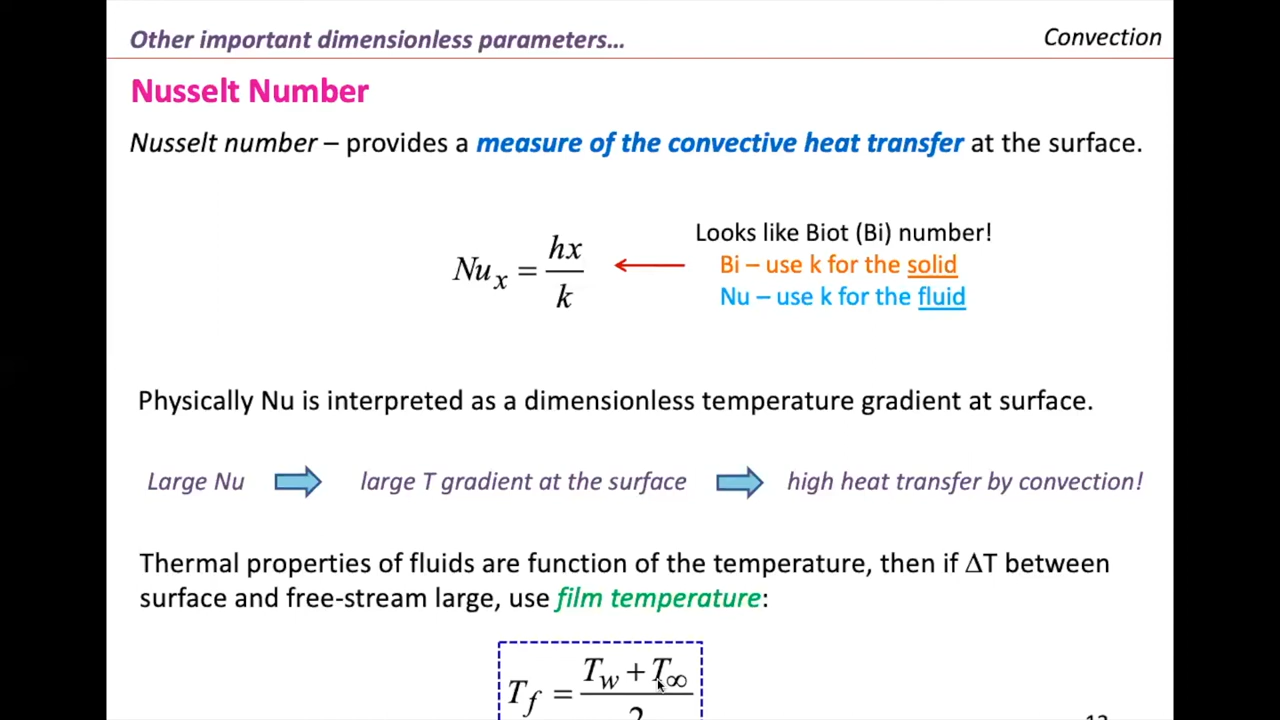 Other important dimensionless parameters…
Convection
Nusselt Number
Nusselt number – provides a measure of the convective heat transfer at the surface.
Nu_x = hx / k
Looks like Biot (Bi) number!
Bi – use k for the solid
Nu – use k for the fluid
Physically Nu is interpreted as a dimensionless temperature gradient at surface.
Large Nu large T gradient at the surface high heat transfer by convection!
Thermal properties of fluids are function of the temperature, then if ΔT between
surface and free-stream large, use film temperature:
T_f = (T_w + T_∞) / 2